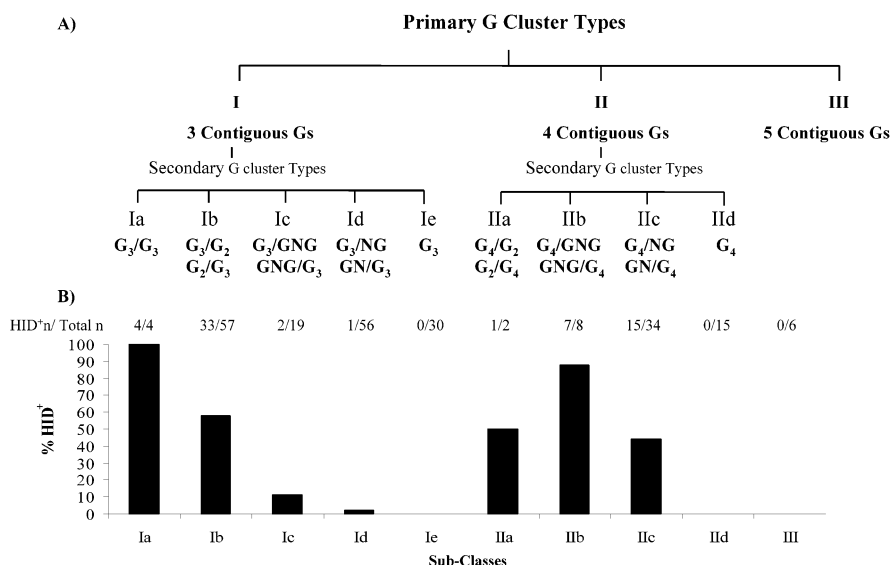 A)
Primary G Cluster Types
I II III
3 Contiguous Gs 4 Contiguous Gs 5 Contiguous Gs
Secondary G cluster Types Secondary G cluster Types
Ia Ib Ic Id Ie IIa IIb IIc IId
G₃/G₃ G₃/G₂ G₃/GNG G₃/NG G₃ G₄/G₂ G₄/GNG G₄/NG G₄
G₂/G₃ GNG/G₃ GN/G₃ G₂/G₄ GNG/G₄ GN/G₄
B)
HID⁺n/ Total n 4/4 33/57 2/19 1/56 0/30 1/2 7/8 15/34 0/15 0/6
100
90
80
70
60
50
40
30
20
10
0
% HID⁺
Ia Ib Ic Id Ie IIa IIb IIc IId III
Sub-Classes